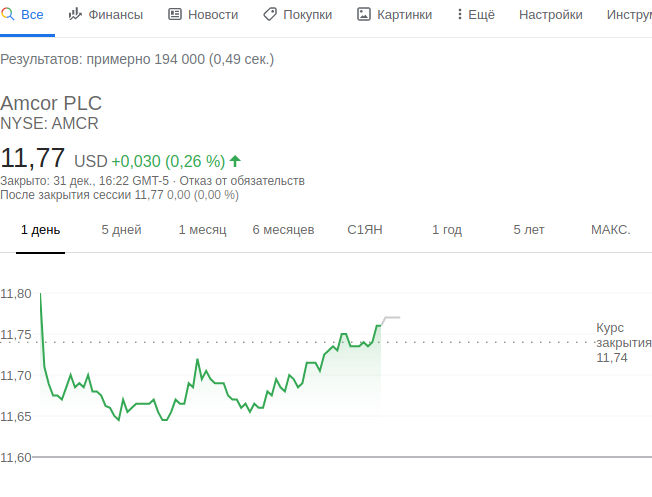 Все Финансы Новости Покупки Картинки Ещё Настройки
Результатов: примерно 194 000 (0,49 сек.)
Amcor PLC
NYSE: AMCR
11,77 USD +0,030 (0,26 %)
Закрыто: 31 дек., 16:22 GMT-5 · Отказ от обязательств
После закрытия сессии 11,77 0,00 (0,00 %)
1 день 5 дней 1 месяц 6 месяцев С1ЯН 1 год 5 лет МАКС.
11,80
11,75
11,70
11,65
11,60
Курс
закрытия
11,74